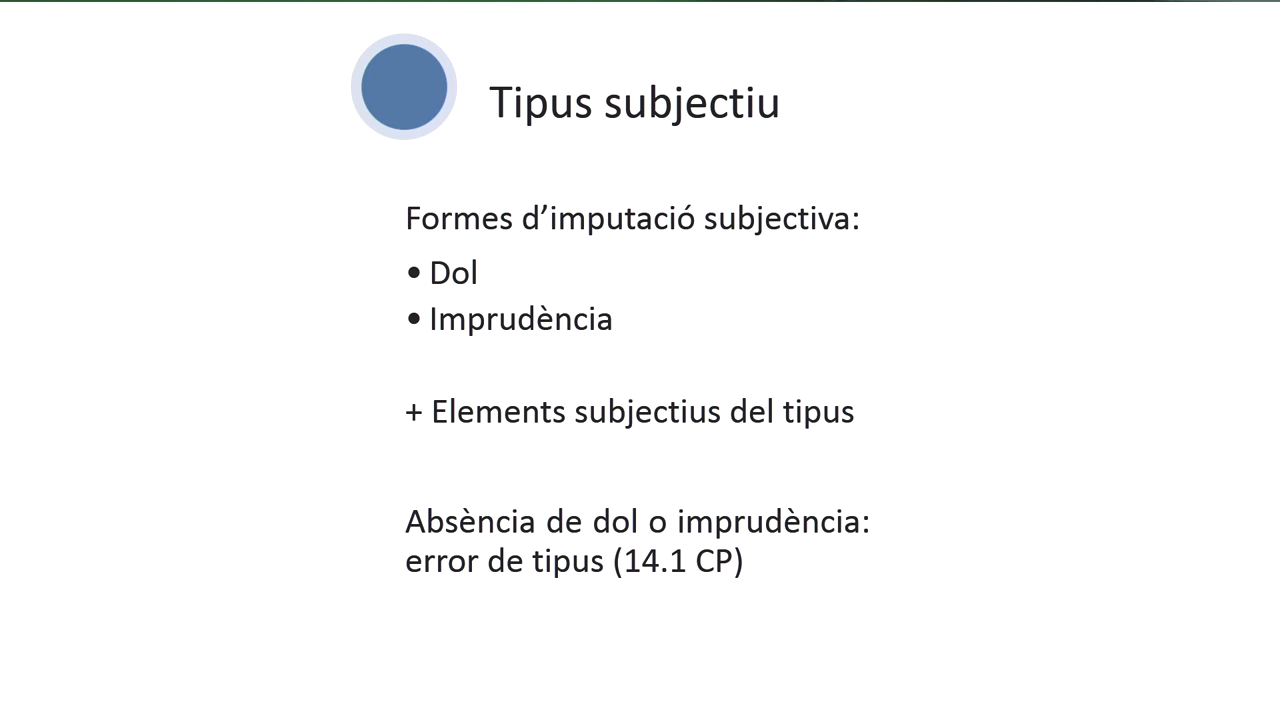 Tipus subjectiu
Formes d’imputació subjectiva:
• Dol
• Imprudència
+ Elements subjectius del tipus
Absència de dol o imprudència:
error de tipus (14.1 CP)